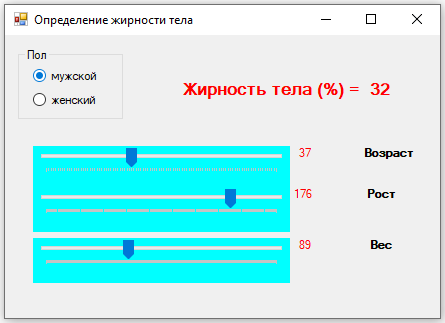 Определение жирности тела
Пол
мужской
женский
Жирность тела (%) = 32
37 Возраст
176 Рост
89 Вес